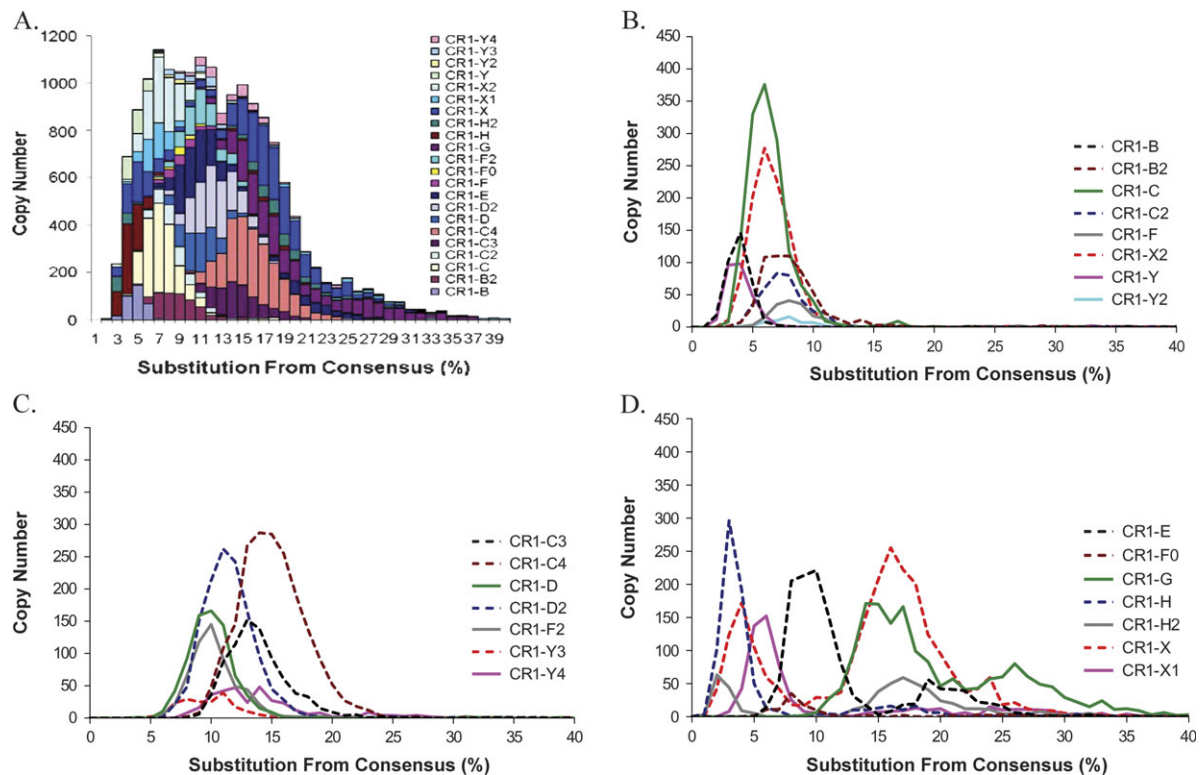 A.
1200
1000
800
600
400
200
0
Copy Number
1 3 5 7 9 11 13 15 17 19 21 23 25 27 29 31 33 35 37 39
Substitution From Consensus (%)
CR1-Y4
CR1-Y3
CR1-Y2
CR1-Y
CR1-X2
CR1-X1
CR1-X
CR1-H2
CR1-H
CR1-G
CR1-F2
CR1-F0
CR1-F
CR1-E
CR1-D2
CR1-D
CR1-C4
CR1-C3
CR1-C2
CR1-C
CR1-B2
CR1-B
B.
450
400
350
300
250
200
150
100
50
0
Copy Number
0 5 10 15 20 25 30 35 40
Substitution From Consensus (%)
CR1-B
CR1-B2
CR1-C
CR1-C2
CR1-F
CR1-X2
CR1-Y
CR1-Y2
C.
450
400
350
300
250
200
150
100
50
0
Copy Number
0 5 10 15 20 25 30 35 40
Substitution From Consensus (%)
CR1-C3
CR1-C4
CR1-D
CR1-D2
CR1-F2
CR1-Y3
CR1-Y4
D.
450
400
350
300
250
200
150
100
50
0
Copy Number
0 5 10 15 20 25 30 35 40
Substitution From Consensus (%)
CR1-E
CR1-F0
CR1-G
CR1-H
CR1-H2
CR1-X
CR1-X1